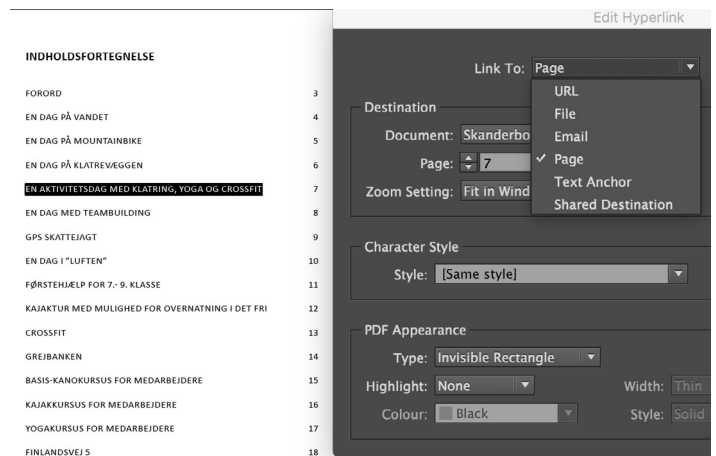 INDHOLDSFORTEGNELSE
FORORD 3
EN DAG PÅ VANDET 4
EN DAG PÅ MOUNTAINBIKE 5
EN DAG PÅ KLATREVÆGGEN 6
EN AKTIVITETSDAG MED KLATRING, YOGA OG CROSSFIT 7
EN DAG MED TEAMBUILDING 8
GPS SKATTEJAGT 9
EN DAG I "LUFTEN" 10
FØRSTEHJÆLP FOR 7.- 9. KLASSE 11
KAJAKTUR MED MULIGHED FOR OVERNATNING I DET FRI 12
CROSSFIT 13
GREJBANKEN 14
BASIS-KANOKURSUS FOR MEDARBEJDERE 15
KAJAKKURSUS FOR MEDARBEJDERE 16
YOGAKURSUS FOR MEDARBEJDERE 17
FINLANDSVEJ 5 18
Edit Hyperlink
Link To: Page
URL
File
Email
✓ Page
Text Anchor
Shared Destination
Destination
Document: Skanderbo
Page: 7
Zoom Setting: Fit in Wind
Character Style
Style: [Same style]
PDF Appearance
Type: Invisible Rectangle
Highlight: None Width: Thin
Colour: Black Style: Solid